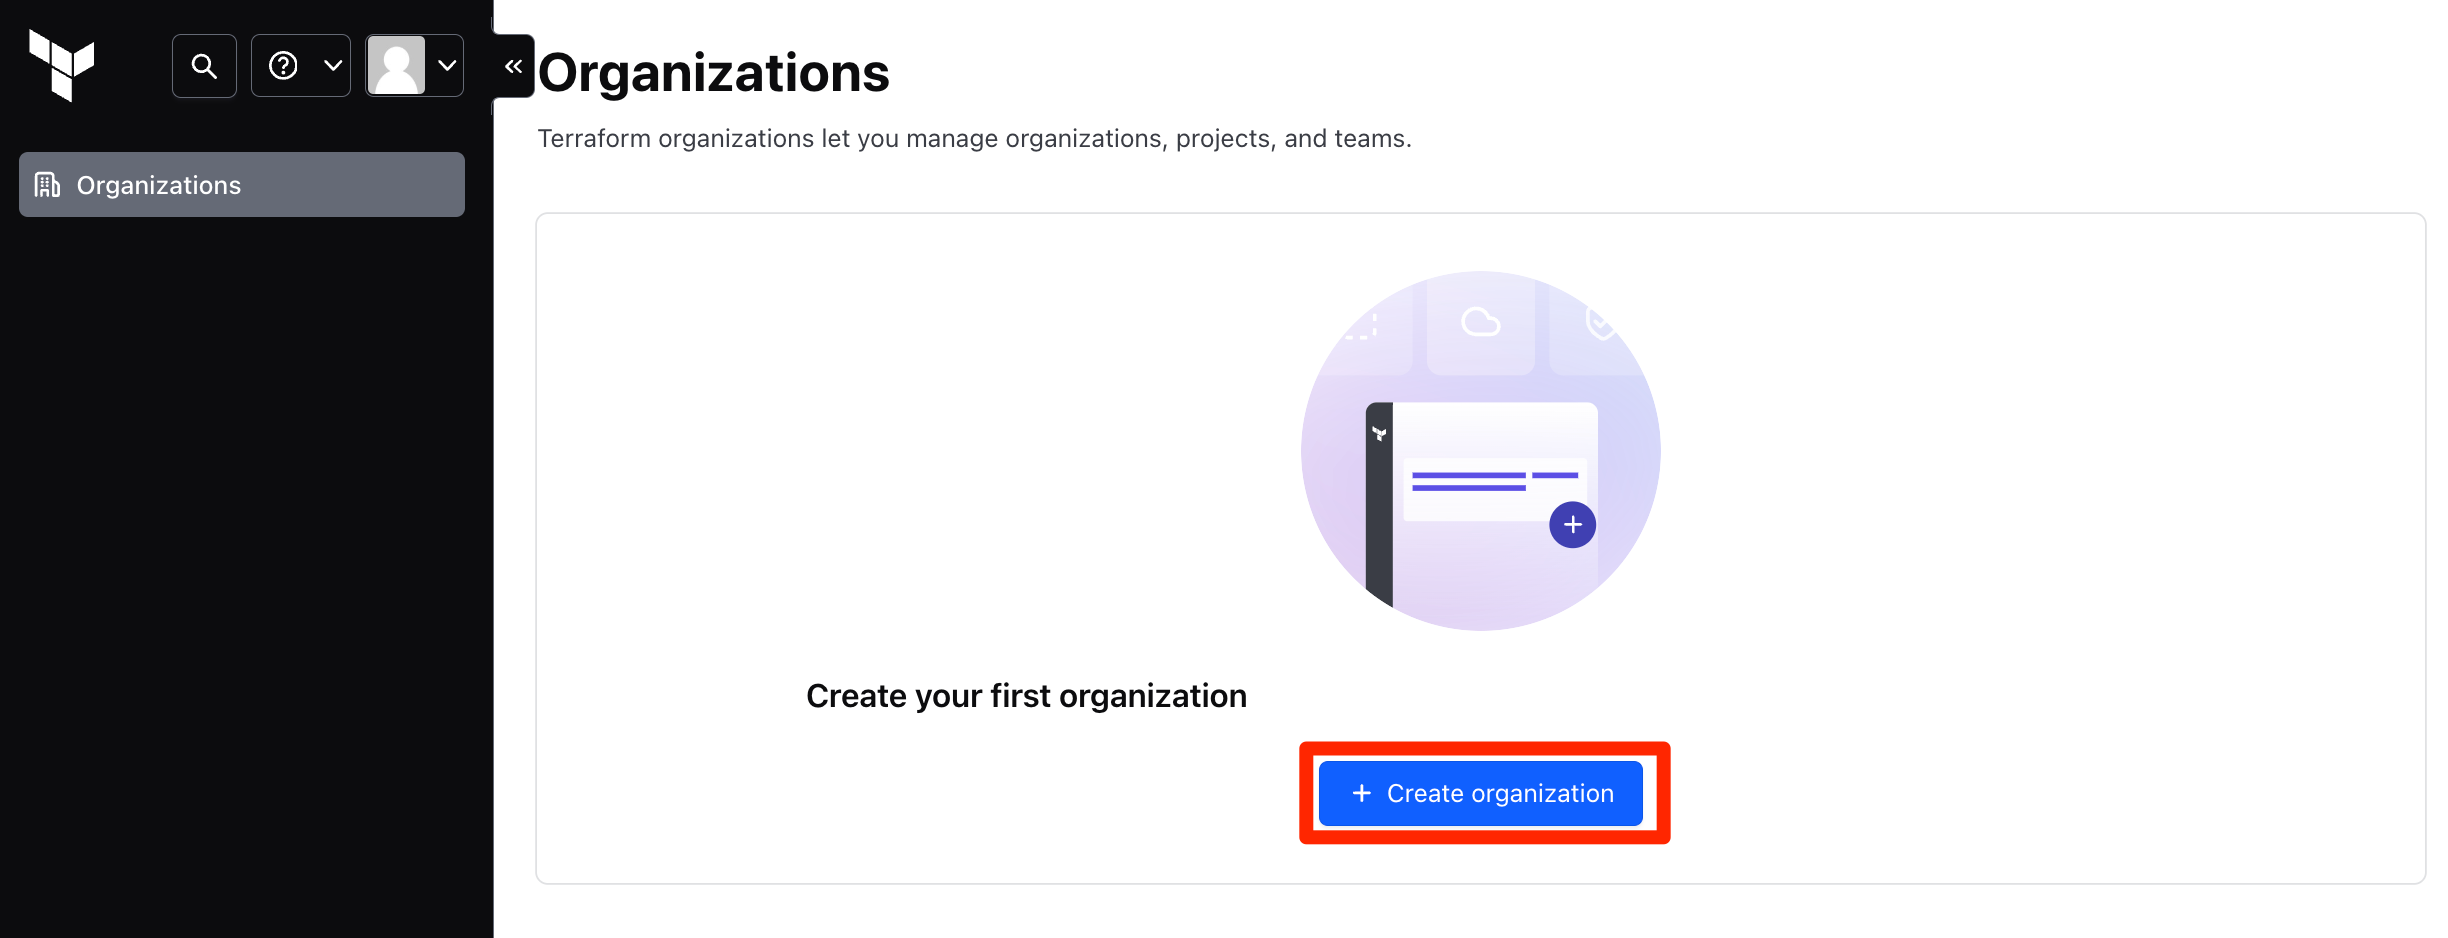 Organizations
Organizations
Terraform organizations let you manage organizations, projects, and teams.
Create your first organization
+ Create organization